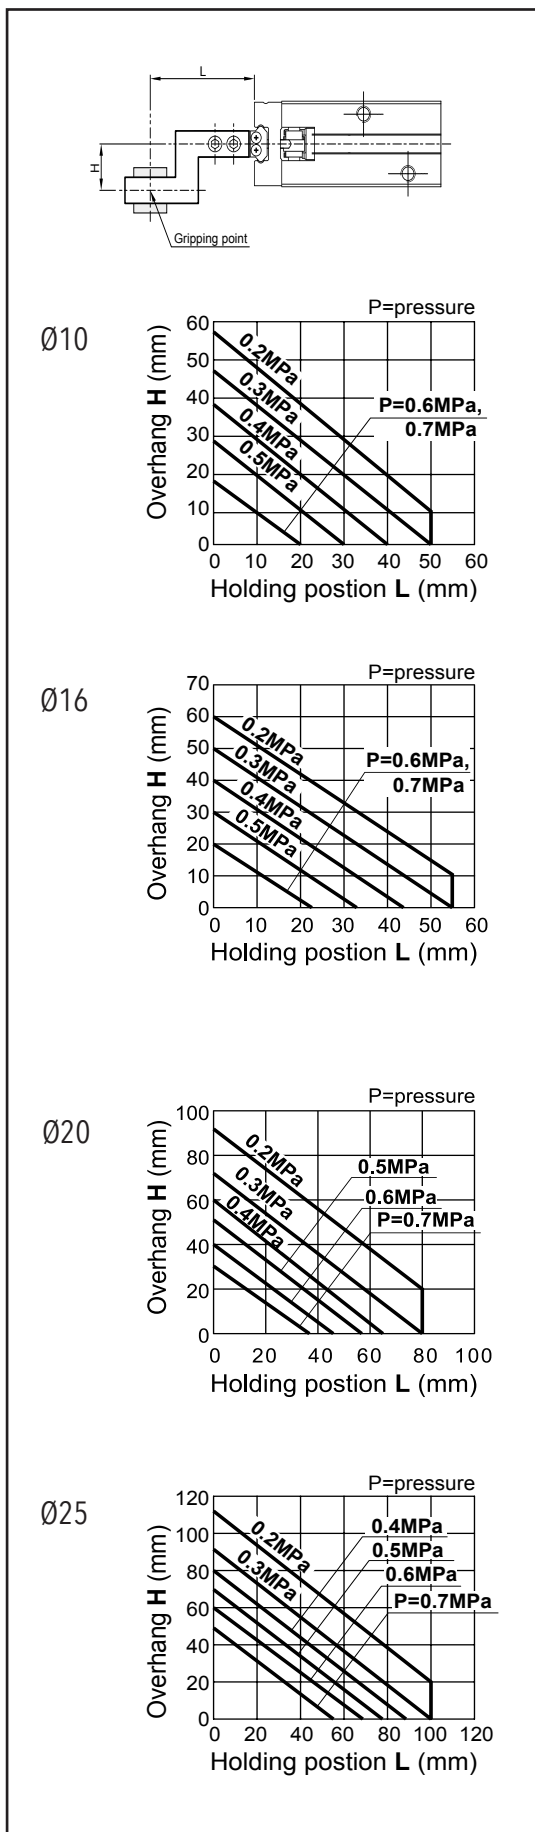 L
H
Gripping point
Ø10
P=pressure
Overhang H (mm)
60
50
40
30
20
10
0
0.2MPa
0.3MPa
0.4MPa
0.5MPa
P=0.6MPa,
0.7MPa
0 10 20 30 40 50 60
Holding postion L (mm)
Ø16
P=pressure
Overhang H (mm)
70
60
50
40
30
20
10
0
0.2MPa
0.3MPa
0.4MPa
0.5MPa
P=0.6MPa,
0.7MPa
0 10 20 30 40 50 60
Holding postion L (mm)
Ø20
P=pressure
Overhang H (mm)
100
80
60
40
20
0
0.2MPa
0.3MPa
0.4MPa
0.5MPa
0.6MPa
P=0.7MPa
0 20 40 60 80 100
Holding postion L (mm)
Ø25
P=pressure
Overhang H (mm)
120
100
80
60
40
20
0
0.2MPa
0.3MPa
0.4MPa
0.5MPa
0.6MPa
P=0.7MPa
0 20 40 60 80 100 120
Holding postion L (mm)